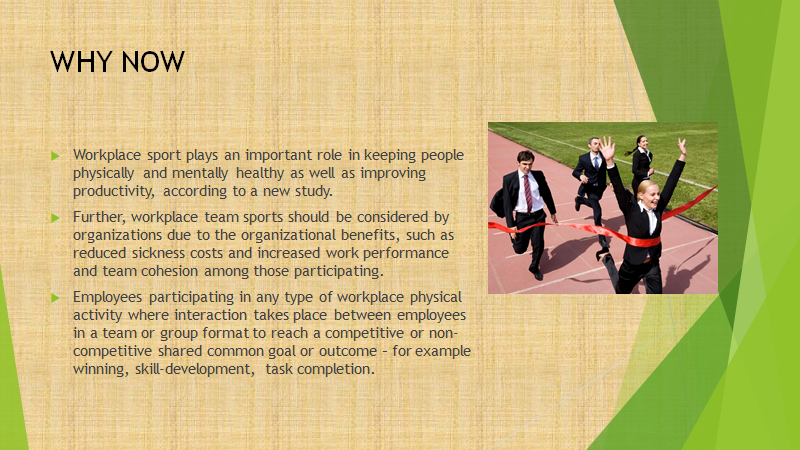 WHY NOW
Workplace sport plays an important role in keeping people
physically and mentally healthy as well as improving
productivity, according to a new study.
Further, workplace team sports should be considered by
organizations due to the organizational benefits, such as
reduced sickness costs and increased work performance
and team cohesion among those participating.
Employees participating in any type of workplace physical
activity where interaction takes place between employees
in a team or group format to reach a competitive or non-
competitive shared common goal or outcome – for example
winning, skill-development, task completion.